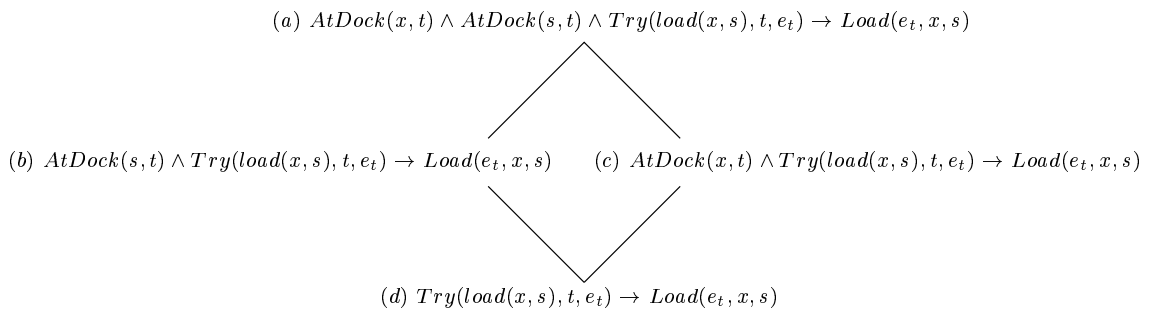 (a) AtDock(x, t) ∧ AtDock(s, t) ∧ Try(load(x, s), t, e_t) → Load(e_t, x, s)
(b) AtDock(s, t) ∧ Try(load(x, s), t, e_t) → Load(e_t, x, s) (c) AtDock(x, t) ∧ Try(load(x, s), t, e_t) → Load(e_t, x, s)
(d) Try(load(x, s), t, e_t) → Load(e_t, x, s)